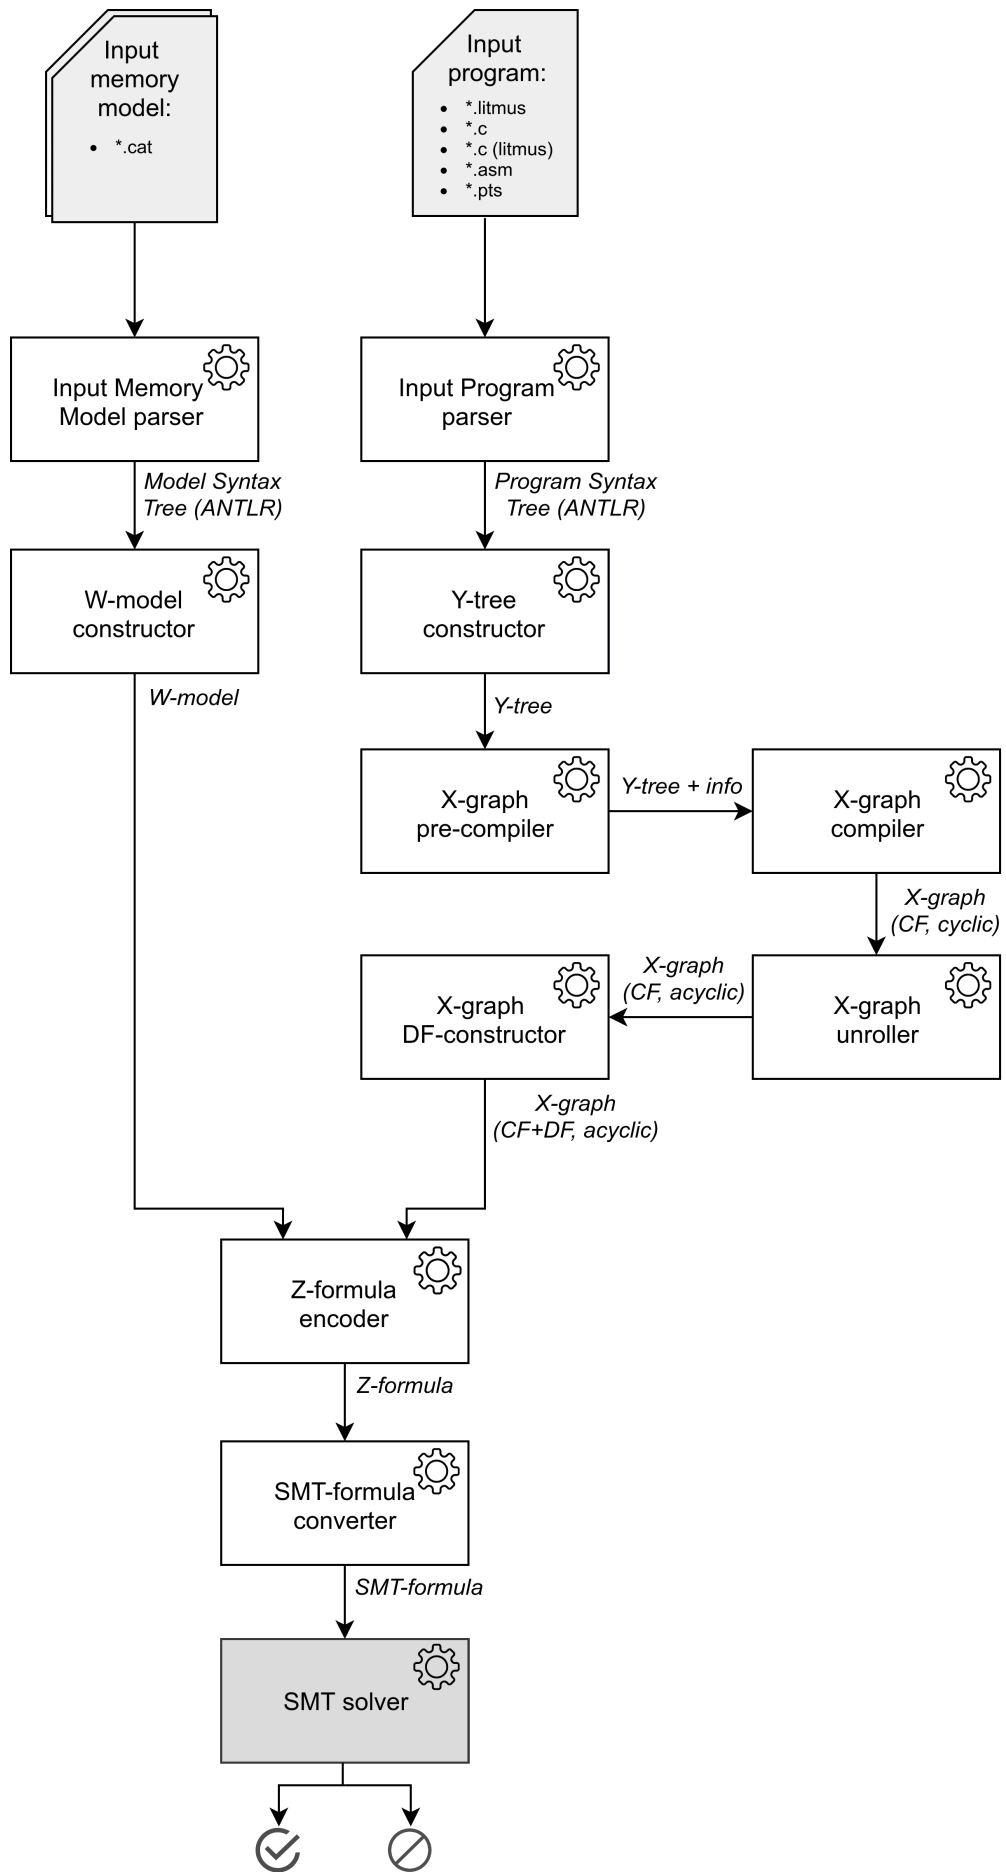 Input
memory
model:
• *.cat
Input
program:
• *.litmus
• *.c
• *.c (litmus)
• *.asm
• *.pts
Input Memory
Model parser
Input Program
parser
Model Syntax
Tree (ANTLR)
Program Syntax
Tree (ANTLR)
W-model
constructor
Y-tree
constructor
W-model
Y-tree
X-graph
pre-compiler
Y-tree + info
X-graph
compiler
X-graph
(CF, cyclic)
X-graph
unroller
X-graph
(CF, acyclic)
X-graph
DF-constructor
X-graph
(CF+DF, acyclic)
Z-formula
encoder
Z-formula
SMT-formula
converter
SMT-formula
SMT solver